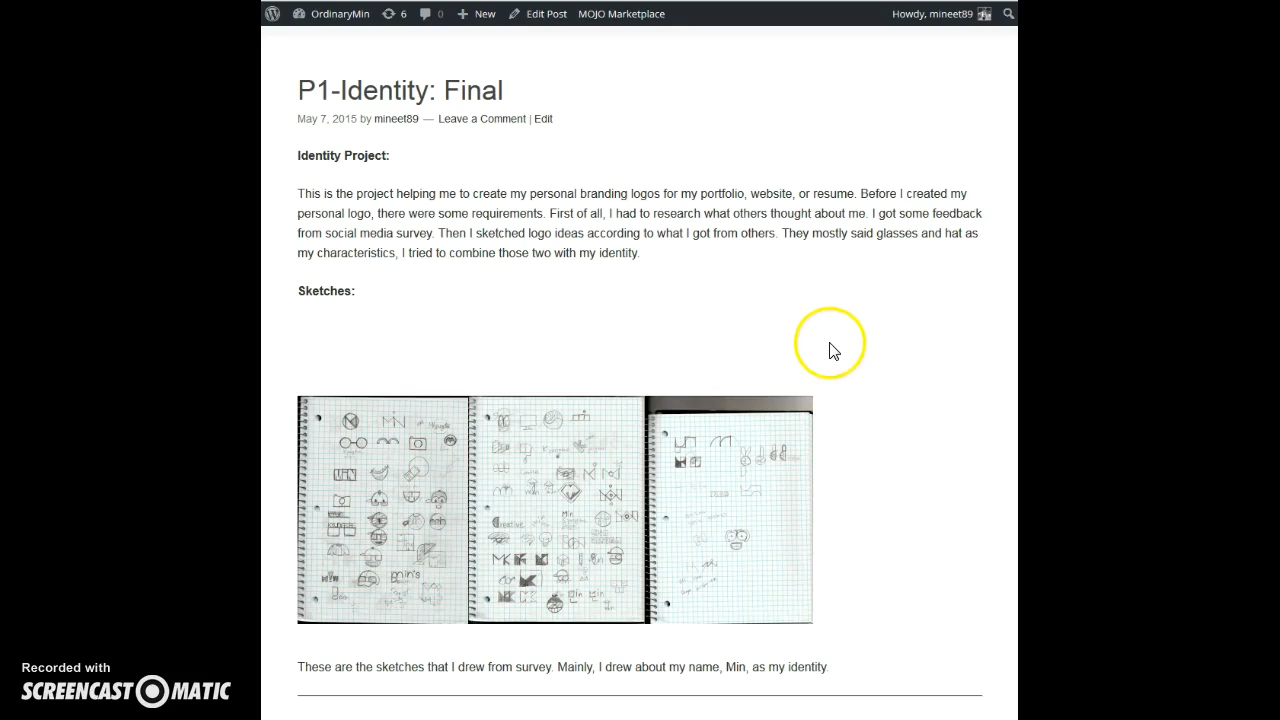 OrdinaryMin 6 0 New Edit Post MOJO Marketplace Howdy, mineet89
P1-Identity: Final
May 7, 2015 by mineet89 — Leave a Comment | Edit
Identity Project:
This is the project helping me to create my personal branding logos for my portfolio, website, or resume. Before I created my
personal logo, there were some requirements. First of all, I had to research what others thought about me. I got some feedback
from social media survey. Then I sketched logo ideas according to what I got from others. They mostly said glasses and hat as
my characteristics, I tried to combine those two with my identity.
Sketches:
MIN
min's
Creative
Min
These are the sketches that I drew from survey. Mainly, I drew about my name, Min, as my identity.
Recorded with
SCREENCAST-O-MATIC